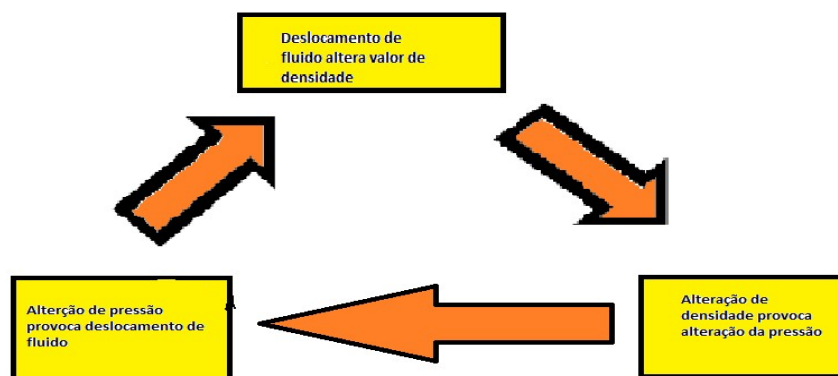 Deslocamento de
fluido altera valor de
densidade
Alteração de
densidade provoca
alteração da pressão
Alterção de pressão
provoca deslocamento de
fluido